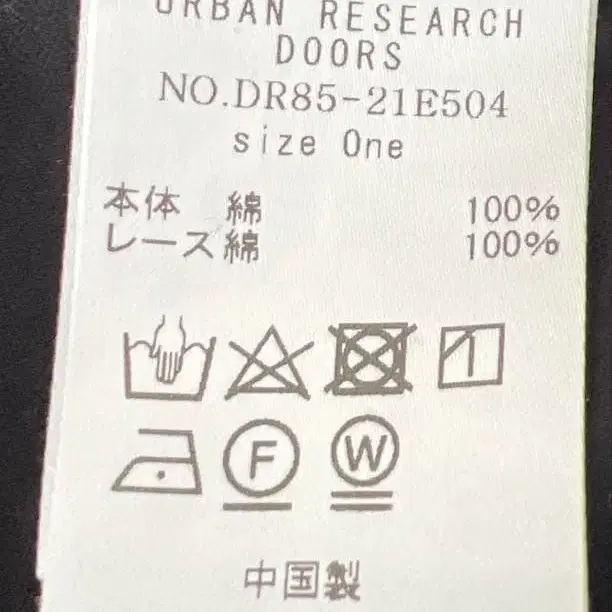 URBAN RESEARCH
DOORS
NO.DR85-21E504
size One
本体 綿 100%
レース綿 100%
F W
中国製